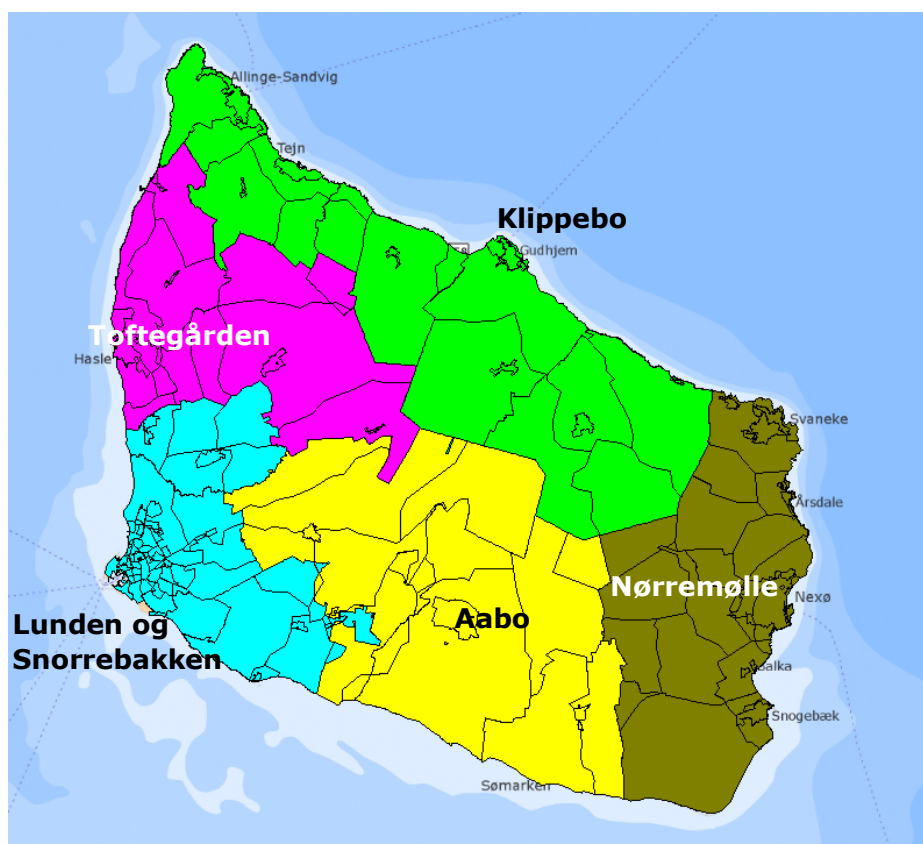 Allinge-Sandvig
Tejn
Klippebo
Gudhjem
Toftegården
Hasle
Svaneke
Årsdale
Nørremølle
Nexø
Aabo
Lunden og
Snorrebakken
Balka
Snogebæk
Sømarken